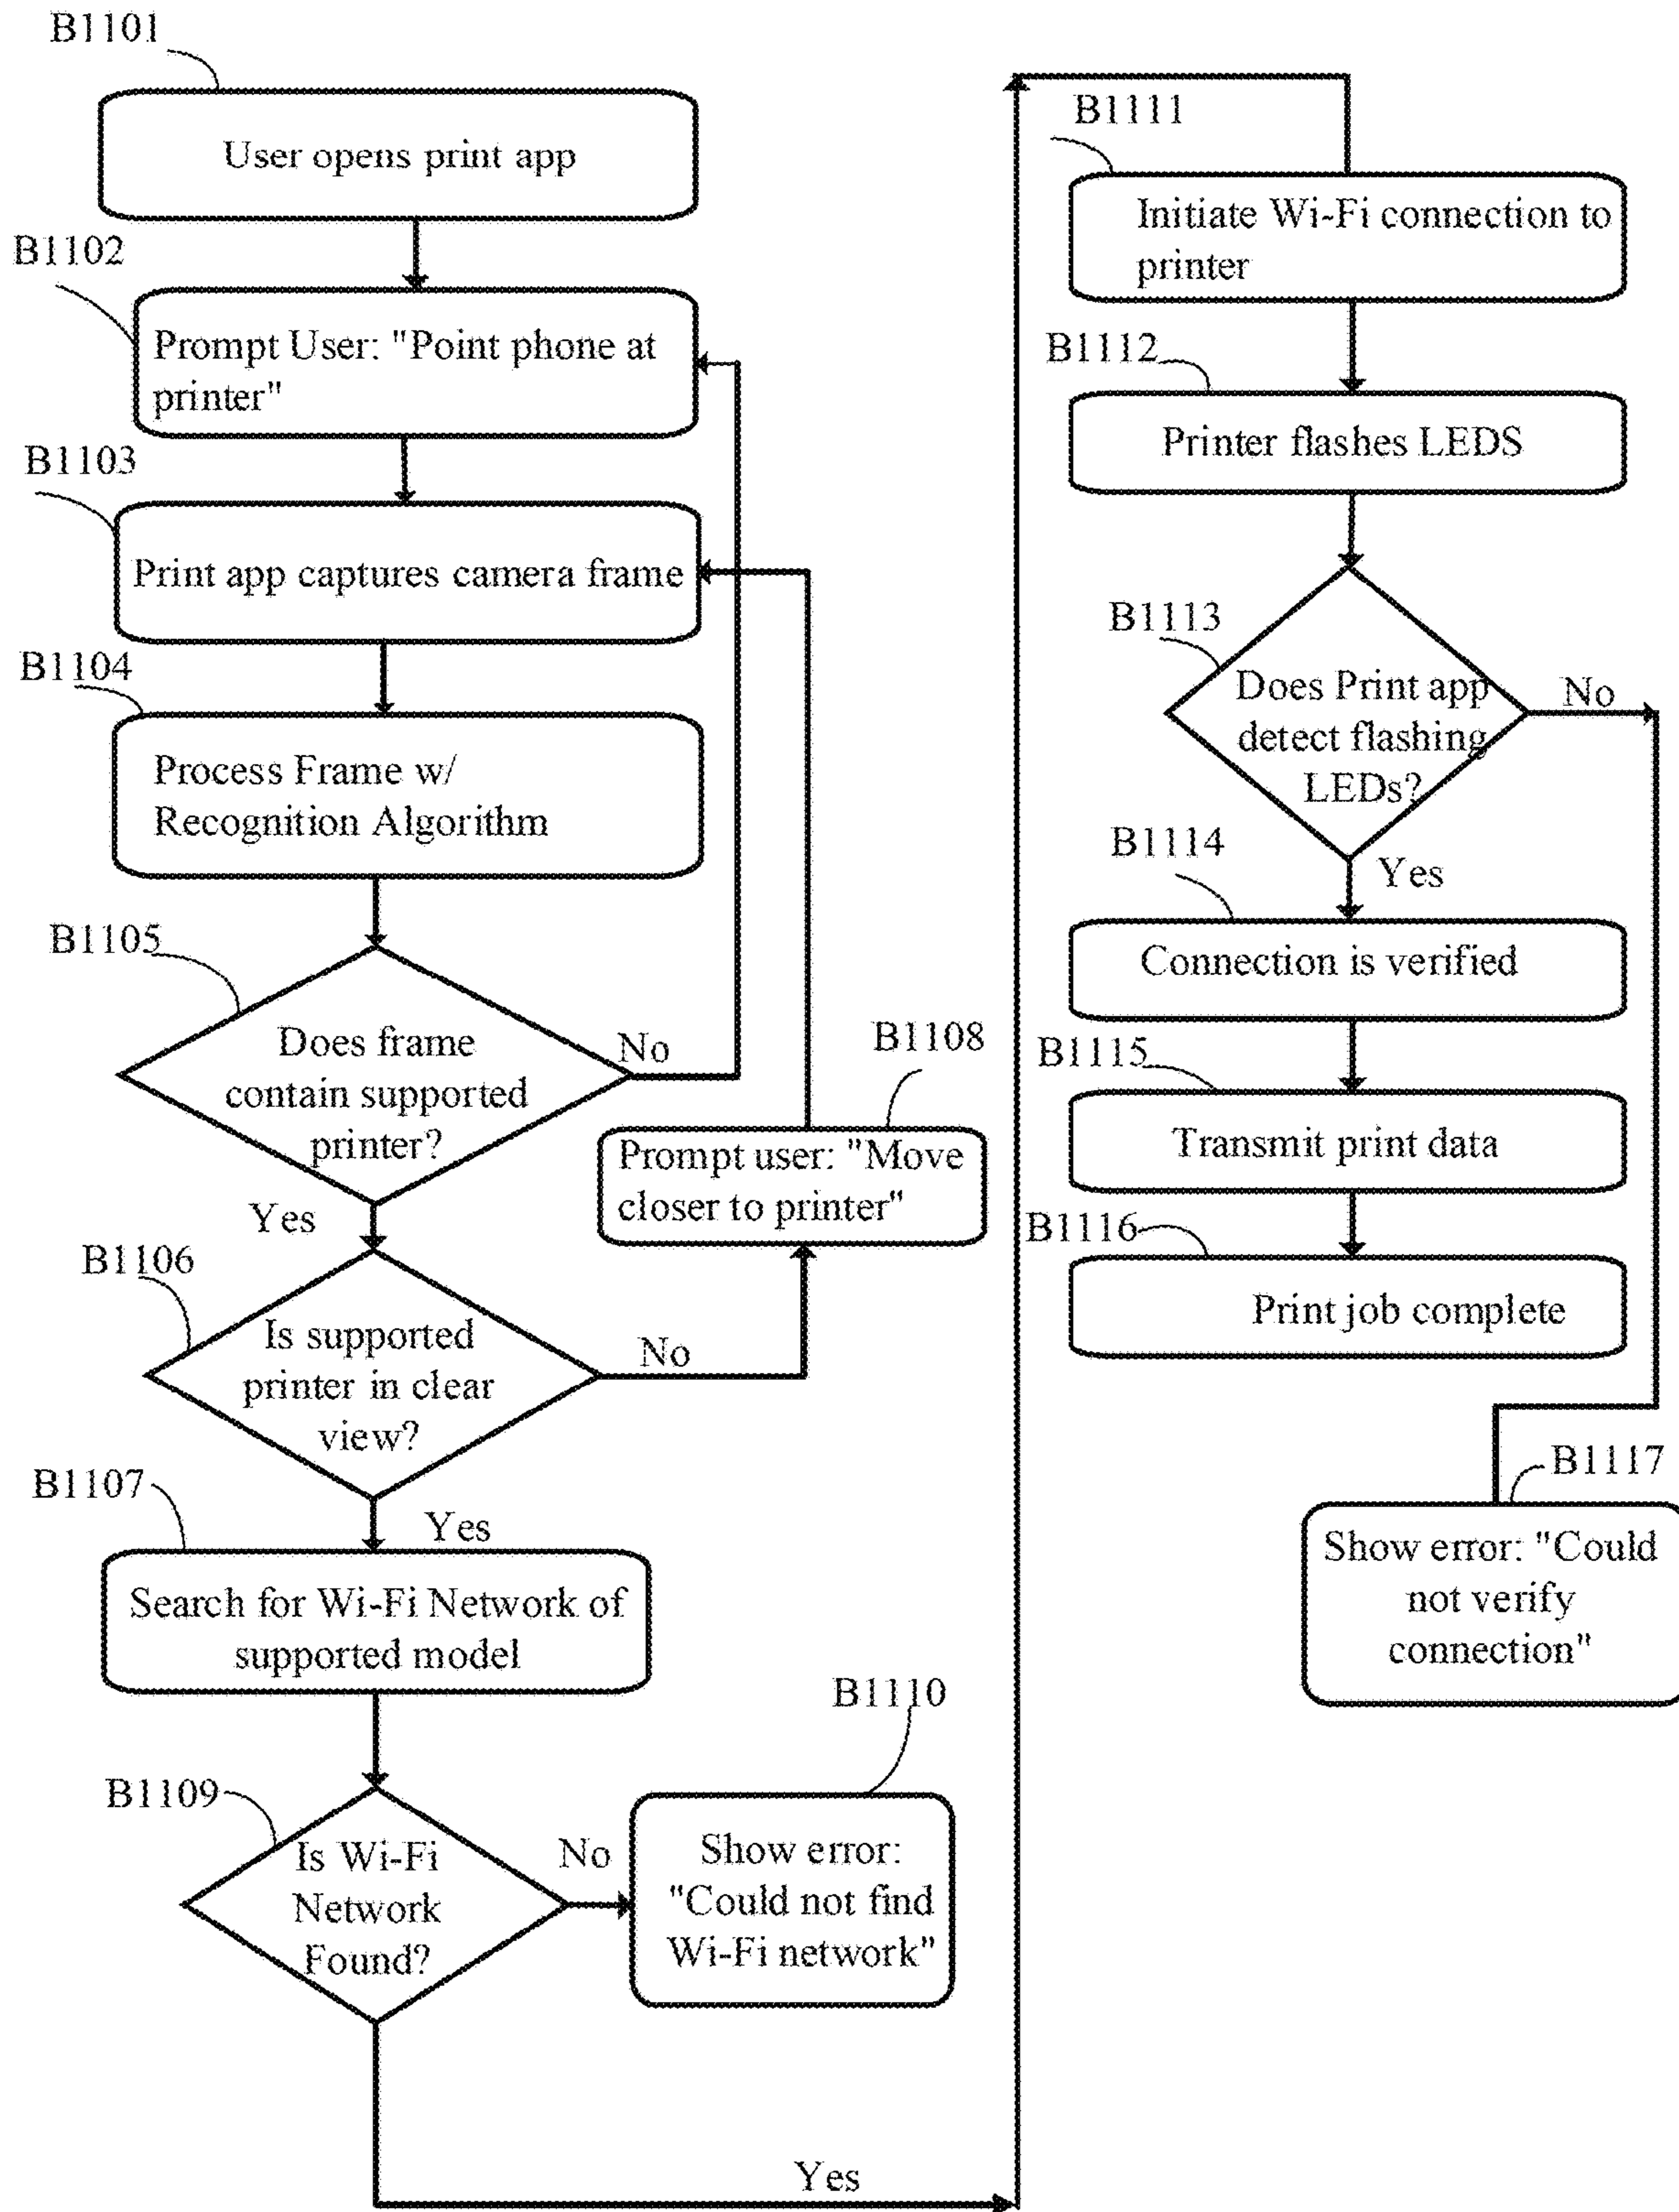 B1101
User opens print app
B1102
Prompt User: "Point phone at
printer"
B1103
Print app captures camera frame
B1104
Process Frame w/
Recognition Algorithm
B1105
Does frame
contain supported
printer?
No
Yes
B1108
Prompt user: "Move
closer to printer"
B1106
Is supported
printer in clear
view?
No
Yes
B1107
Search for Wi-Fi Network of
supported model
B1109
Is Wi-Fi
Network
Found?
No
B1110
Show error:
"Could not find
Wi-Fi network"
Yes
B1111
Initiate Wi-Fi connection to
printer
B1112
Printer flashes LEDS
B1113
Does Print app
detect flashing
LEDs?
No
Yes
B1114
Connection is verified
B1115
Transmit print data
B1116
Print job complete
B1117
Show error: "Could
not verify
connection"